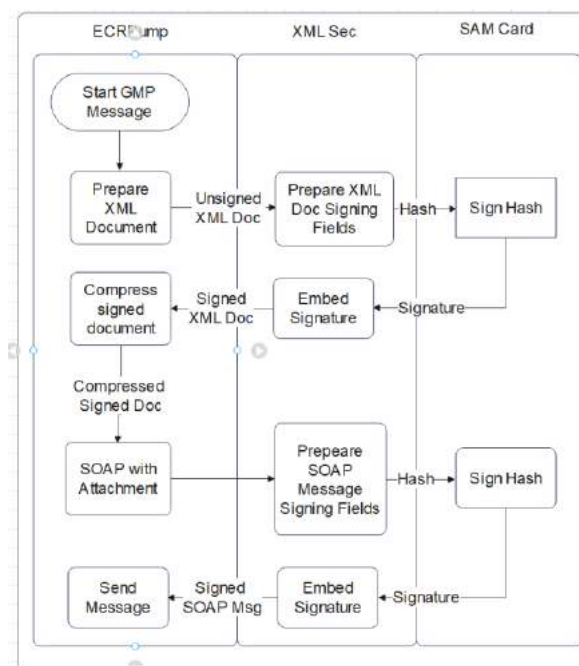 ECRPump
XML Sec
SAM Card
Start GMP
Message
Prepare
XML
Document
Unsigned
XML Doc
Prepare XML
Doc Signing
Fields
Hash
Sign Hash
Compress
signed
document
Signed
XML Doc
Embed
Signature
Signature
Compressed
Signed Doc
SOAP with
Attachment
Prepeare
SOAP
Message
Signing Fields
Hash
Sign Hash
Send
Message
Signed
SOAP Msg
Embed
Signature
Signature